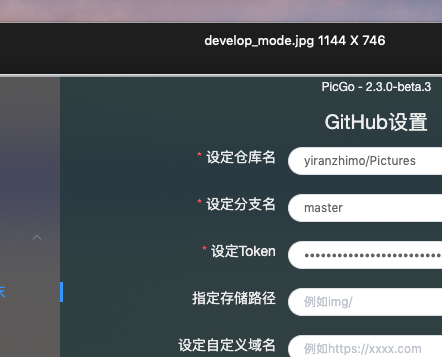 develop_mode.jpg 1144 X 746
PicGo - 2.3.0-beta.3
GitHub设置
* 设定仓库名 yiranzhimo/Pictures
* 设定分支名 master
* 设定Token ••••••••••••••••••••••
指定存储路径 例如img/
设定自定义域名 例如https://xxxx.com